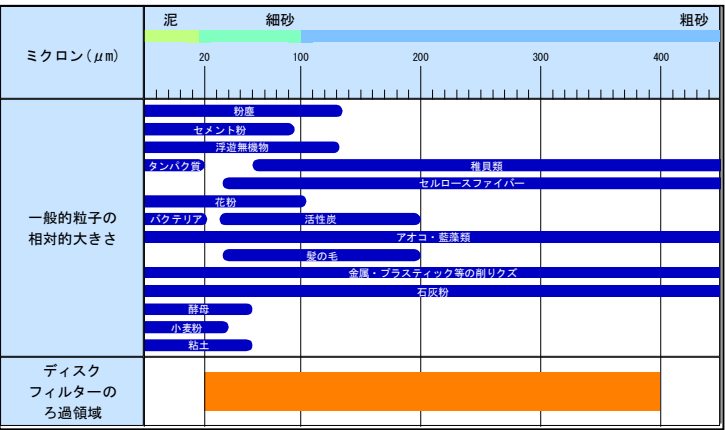 泥 細砂 粗砂
ミクロン(μm)
20 100 200 300 400
一般的粒子の
相対的大きさ
粉塵
セメント粉
浮遊無機物
タンパク質 稚貝類
セルロースファイバー
花粉
バクテリア 活性炭
アオコ・藍藻類
髪の毛
金属・プラスティック等の削りクズ
石灰粉
酵母
小麦粉
粘土
ディスク
フィルターの
ろ過領域